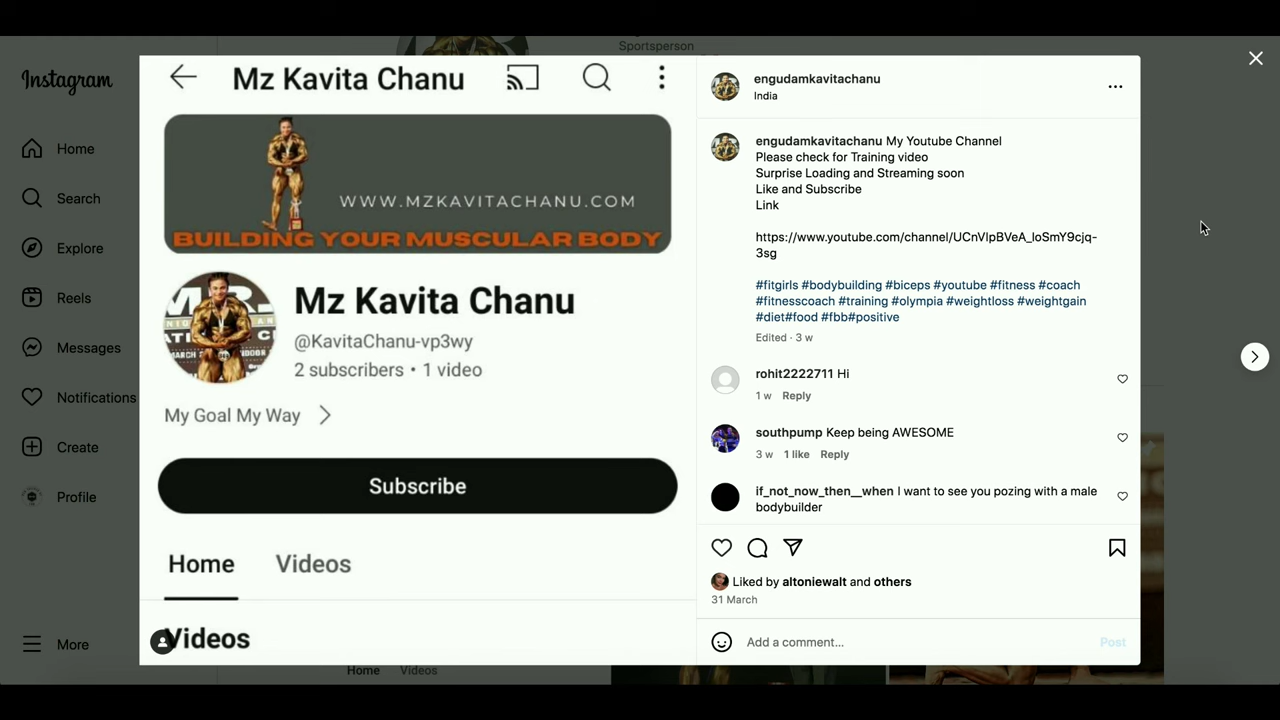 Sportsperson
Instagram
Home
Search
Explore
Reels
Messages
Notifications
Create
Profile
More
Mz Kavita Chanu
WWW.MZKAVITACHANU.COM
BUILDING YOUR MUSCULAR BODY
Mz Kavita Chanu
@KavitaChanu-vp3wy
2 subscribers • 1 video
My Goal My Way
Subscribe
Home Videos
Videos
Home Videos
engudamkavitachanu
India
engudamkavitachanu My Youtube Channel
Please check for Training video
Surprise Loading and Streaming soon
Like and Subscribe
Link
https://www.youtube.com/channel/UCnVlpBVeA_loSmY9cjq-
3sg
#fitgirls #bodybuilding #biceps #youtube #fitness #coach
#fitnesscoach #training #olympia #weightloss #weightgain
#diet#food #fbb#positive
Edited · 3 w
rohit2222711 Hi
1 w Reply
southpump Keep being AWESOME
3 w 1 like Reply
if_not_now_then__when I want to see you pozing with a male
bodybuilder
Liked by altoniewalt and others
31 March
Add a comment...
Post